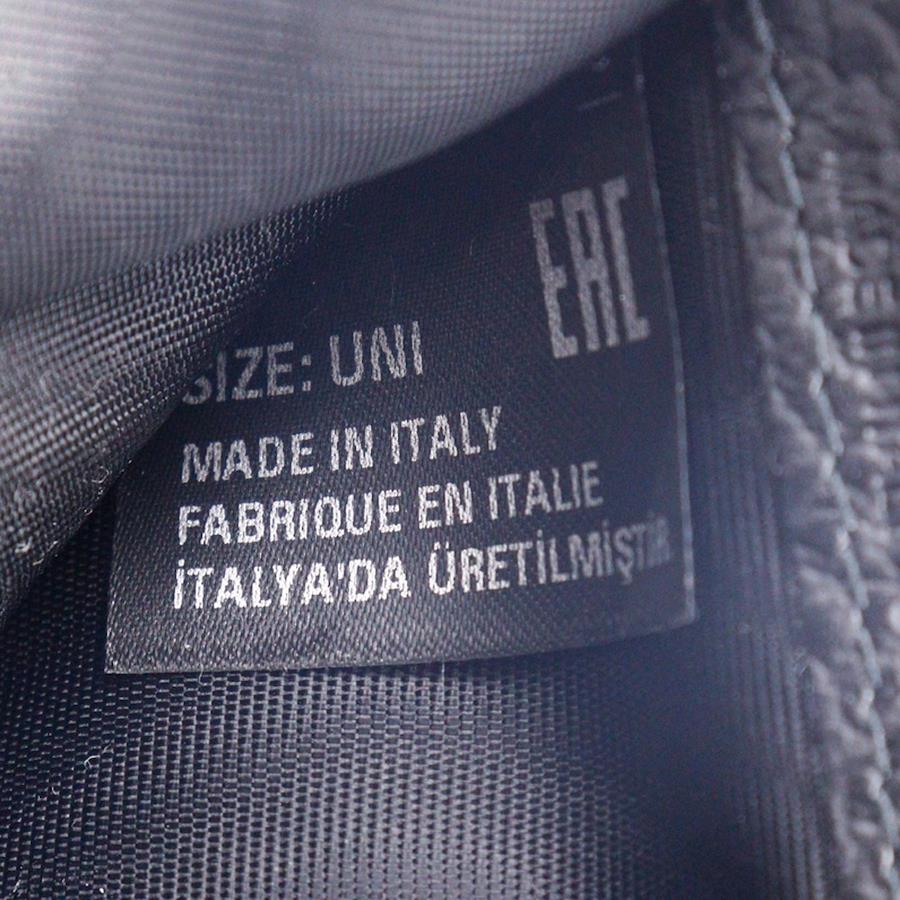 EAC
SIZE: UNI
MADE IN ITALY
FABRIQUE EN ITALIE
İTALYA'DA ÜRETİLMİŞTİR